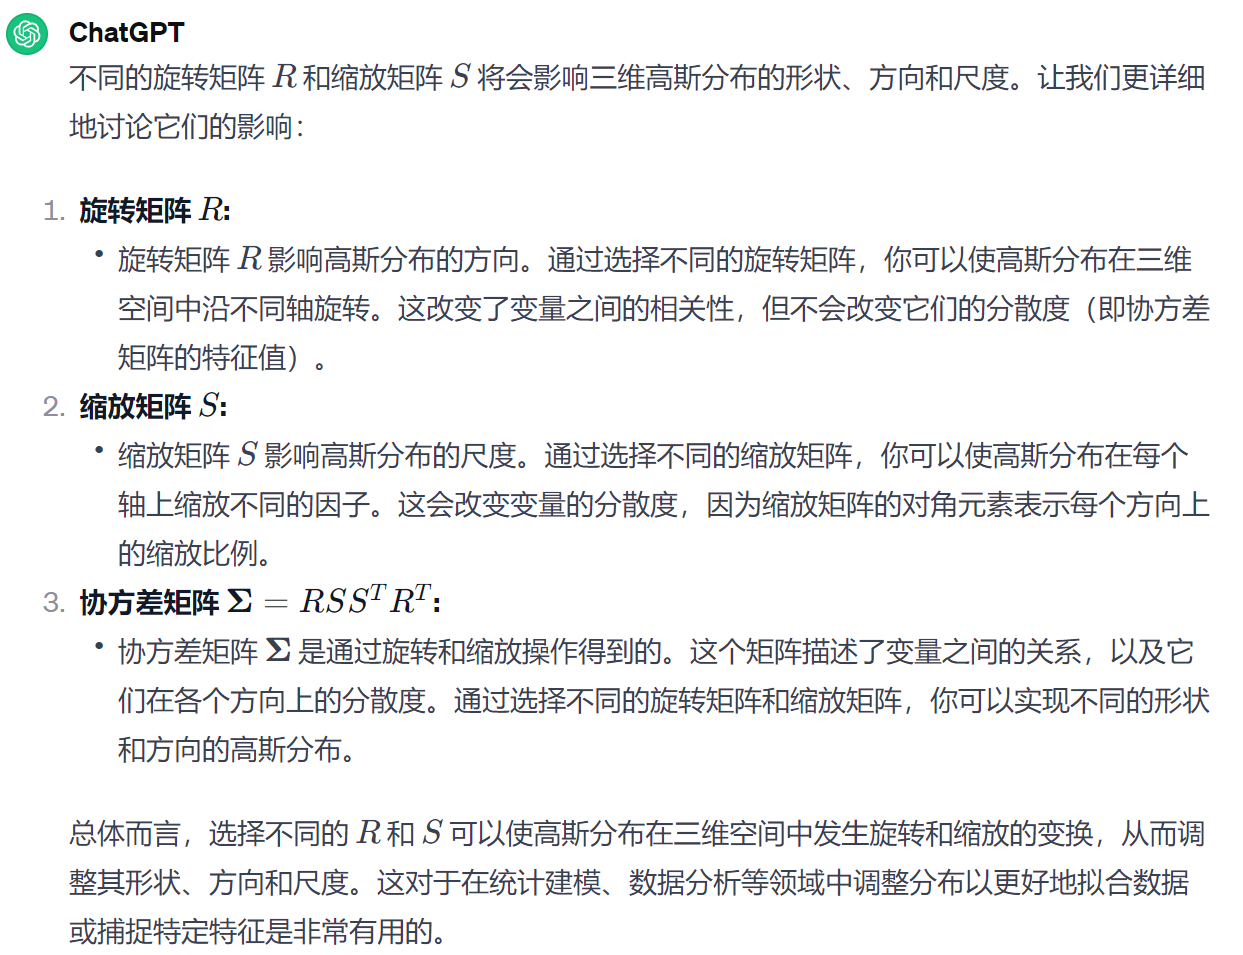 ChatGPT
不同的旋转矩阵 R 和缩放矩阵 S 将会影响三维高斯分布的形状、方向和尺度。让我们更详细
地讨论它们的影响：
1. 旋转矩阵 R:
• 旋转矩阵 R 影响高斯分布的方向。通过选择不同的旋转矩阵，你可以使高斯分布在三维
空间中沿不同轴旋转。这改变了变量之间的相关性，但不会改变它们的分散度（即协方差
矩阵的特征值）。
2. 缩放矩阵 S:
• 缩放矩阵 S 影响高斯分布的尺度。通过选择不同的缩放矩阵，你可以使高斯分布在每个
轴上缩放不同的因子。这会改变变量的分散度，因为缩放矩阵的对角元素表示每个方向上
的缩放比例。
3. 协方差矩阵 Σ = RSSᵀRᵀ:
• 协方差矩阵 Σ 是通过旋转和缩放操作得到的。这个矩阵描述了变量之间的关系，以及它
们在各个方向上的分散度。通过选择不同的旋转矩阵和缩放矩阵，你可以实现不同的形状
和方向的高斯分布。
总体而言，选择不同的 R 和 S 可以使高斯分布在三维空间中发生旋转和缩放的变换，从而调
整其形状、方向和尺度。这对于在统计建模、数据分析等领域中调整分布以更好地拟合数据
或捕捉特定特征是非常有用的。